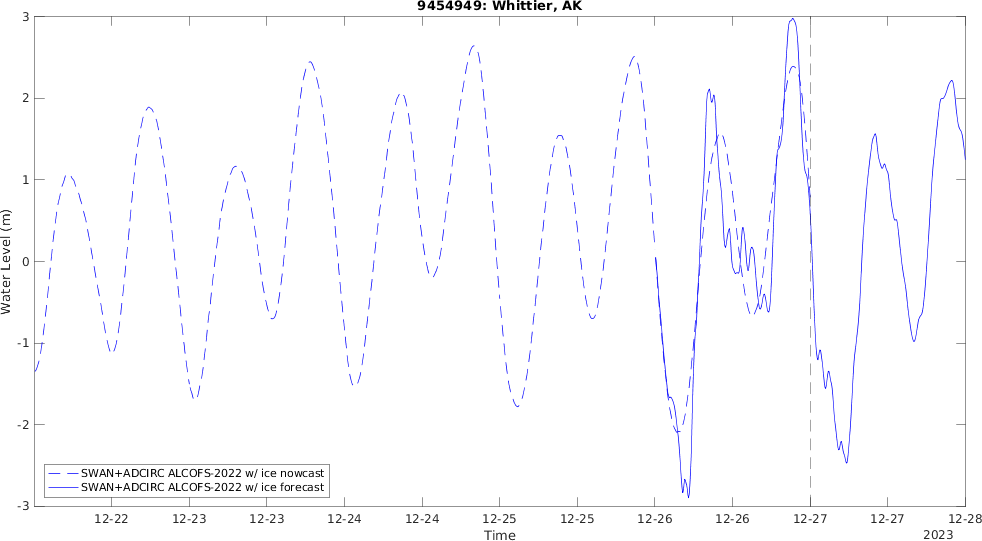 9454949: Whittier, AK
3
2
1
0
-1
-2
-3
Water Level (m)
SWAN+ADCIRC ALCOFS-2022 w/ ice nowcast
SWAN+ADCIRC ALCOFS-2022 w/ ice forecast
12-22 12-23 12-23 12-24 12-24 12-25 12-25 12-26 12-26 12-27 12-27 12-28
Time
2023